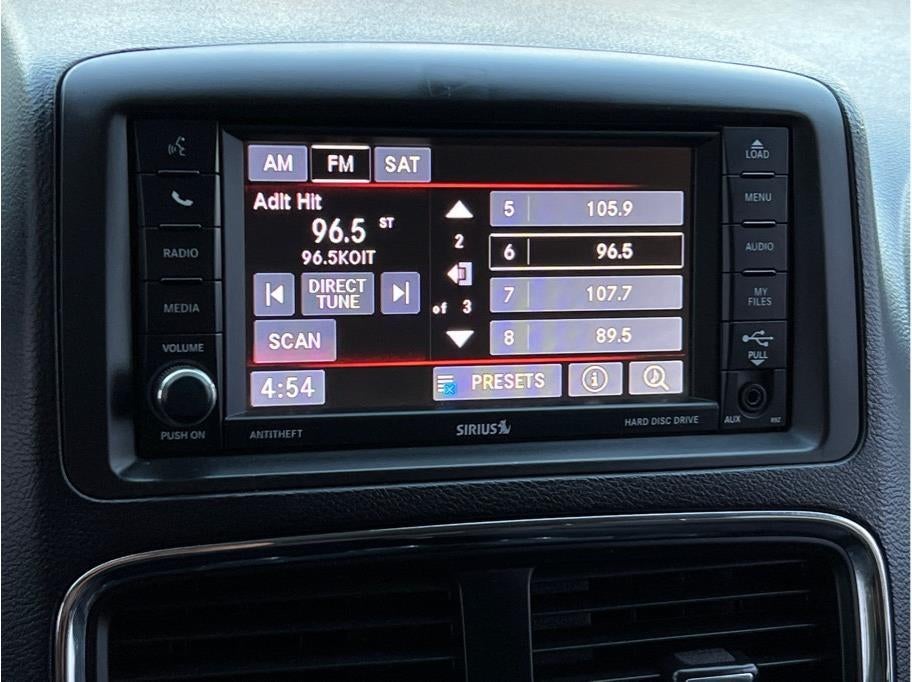 AM FM SAT
Adlt Hit
96.5 ST
96.5KOIT
DIRECT
TUNE
SCAN
4:54
2
of 3
5 105.9
6 96.5
7 107.7
8 89.5
PRESETS
RADIO
MEDIA
VOLUME
PUSH ON
ANTITHEFT
SIRIUS
HARD DISC DRIVE
LOAD
MENU
AUDIO
MY
FILES
PULL
AUX